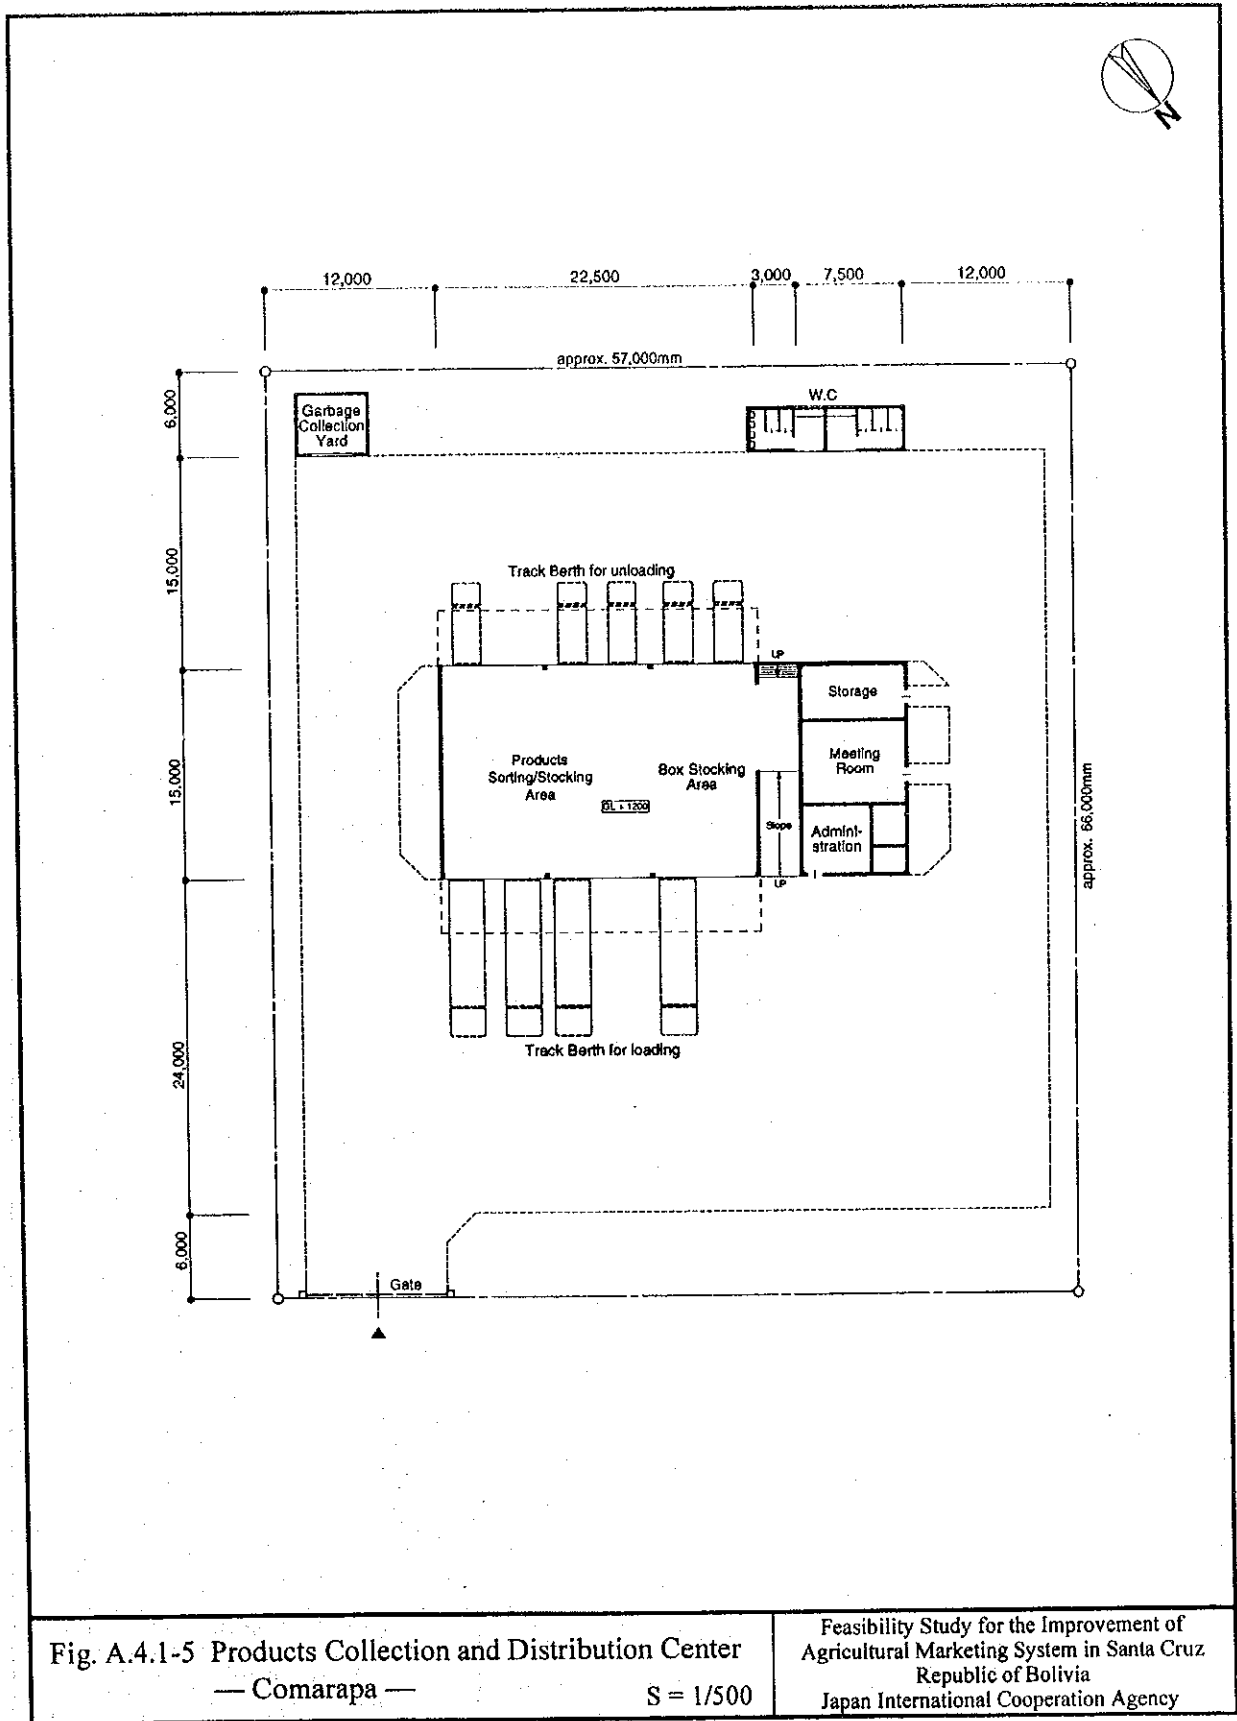 N
12,000
22,500
3,000
7,500
12,000
approx. 57,000mm
6,000
W.C
Garbage
Collection
Yard
15,000
Track Berth for unloading
UP
Storage
Products
Sorting/Stocking
Area
Box Stocking
Area
Meeting
Room
15,000
GL + 1200
Slope
Admini-
stration
approx. 66,000mm
UP
Track Berth for loading
24,000
6,000
Gate
Fig. A.4.1-5 Products Collection and Distribution Center
— Comarapa —
S = 1/500
Feasibility Study for the Improvement of
Agricultural Marketing System in Santa Cruz
Republic of Bolivia
Japan International Cooperation Agency